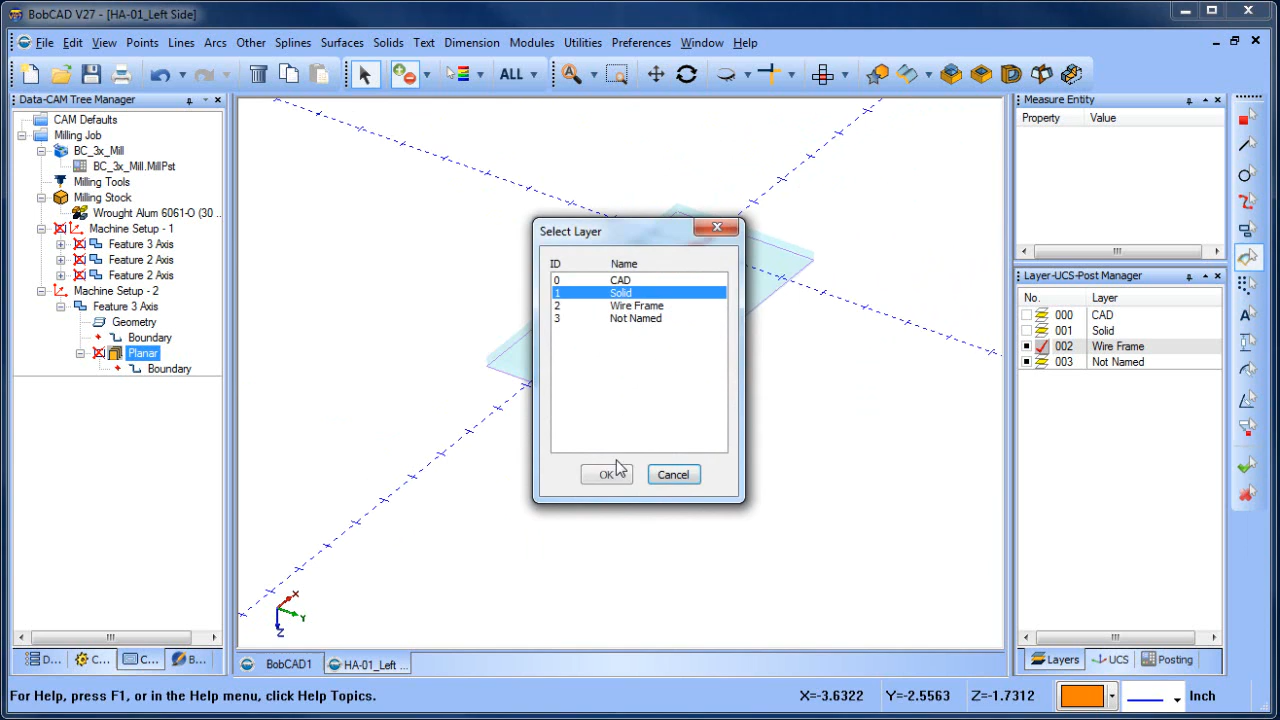 BobCAD V27 - [HA-01_Left Side]
File Edit View Points Lines Arcs Other Splines Surfaces Solids Text Dimension Modules Utilities Preferences Window Help
ALL
Data-CAM Tree Manager
CAM Defaults
Milling Job
BC_3x_Mill
BC_3x_Mill.MillPst
Milling Tools
Milling Stock
Wrought Alum 6061-O (30 ...
Machine Setup - 1
Feature 3 Axis
Feature 2 Axis
Feature 2 Axis
Machine Setup - 2
Feature 3 Axis
Geometry
Boundary
Planar
Boundary
D... C... C... B...
X
Y
Z
BobCAD1 HA-01_Left ...
Select Layer
ID Name
0 CAD
1 Solid
2 Wire Frame
3 Not Named
OK Cancel
Measure Entity
Property Value
Layer-UCS-Post Manager
No. Layer
000 CAD
001 Solid
002 Wire Frame
003 Not Named
Layers UCS Posting
For Help, press F1, or in the Help menu, click Help Topics. X=-3.6322 Y=-2.5563 Z=-1.7312 Inch